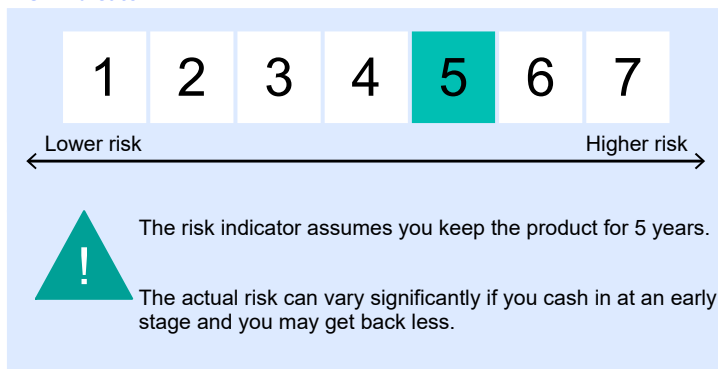 1 2 3 4 5 6 7
Lower risk Higher risk
!
The risk indicator assumes you keep the product for 5 years.
The actual risk can vary significantly if you cash in at an early
stage and you may get back less.